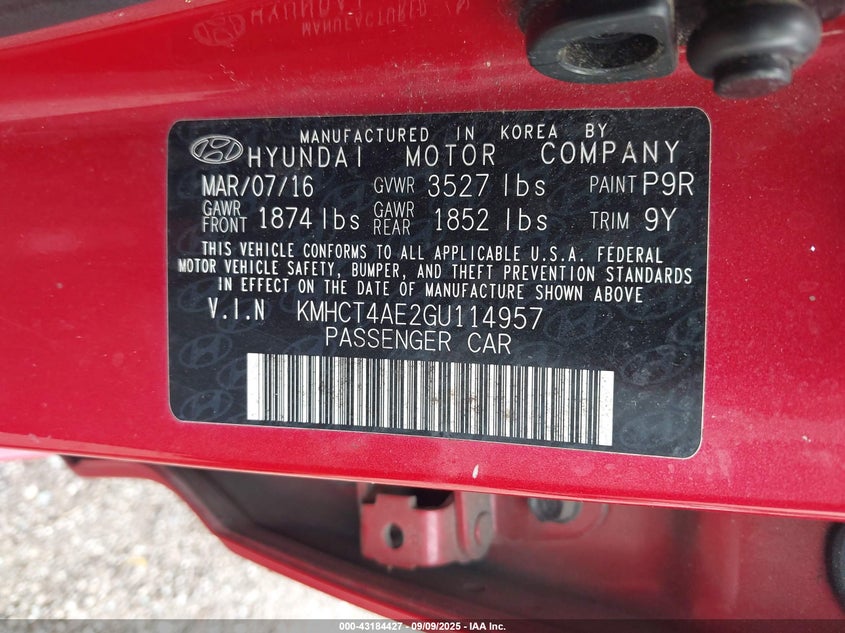 MANUFACTURED IN KOREA BY
HYUNDAI MOTOR COMPANY
MAR/07/16 GVWR 3527 lbs PAINT P9R
GAWR FRONT 1874 lbs GAWR REAR 1852 lbs TRIM 9Y
THIS VEHICLE CONFORMS TO ALL APPLICABLE U.S.A. FEDERAL
MOTOR VEHICLE SAFETY, BUMPER, AND THEFT PREVENTION STANDARDS
IN EFFECT ON THE DATE OF MANUFACTURE SHOWN ABOVE
V.I.N KMHCT4AE2GU114957
PASSENGER CAR
000-43184427 - 09/09/2025 - IAA Inc.